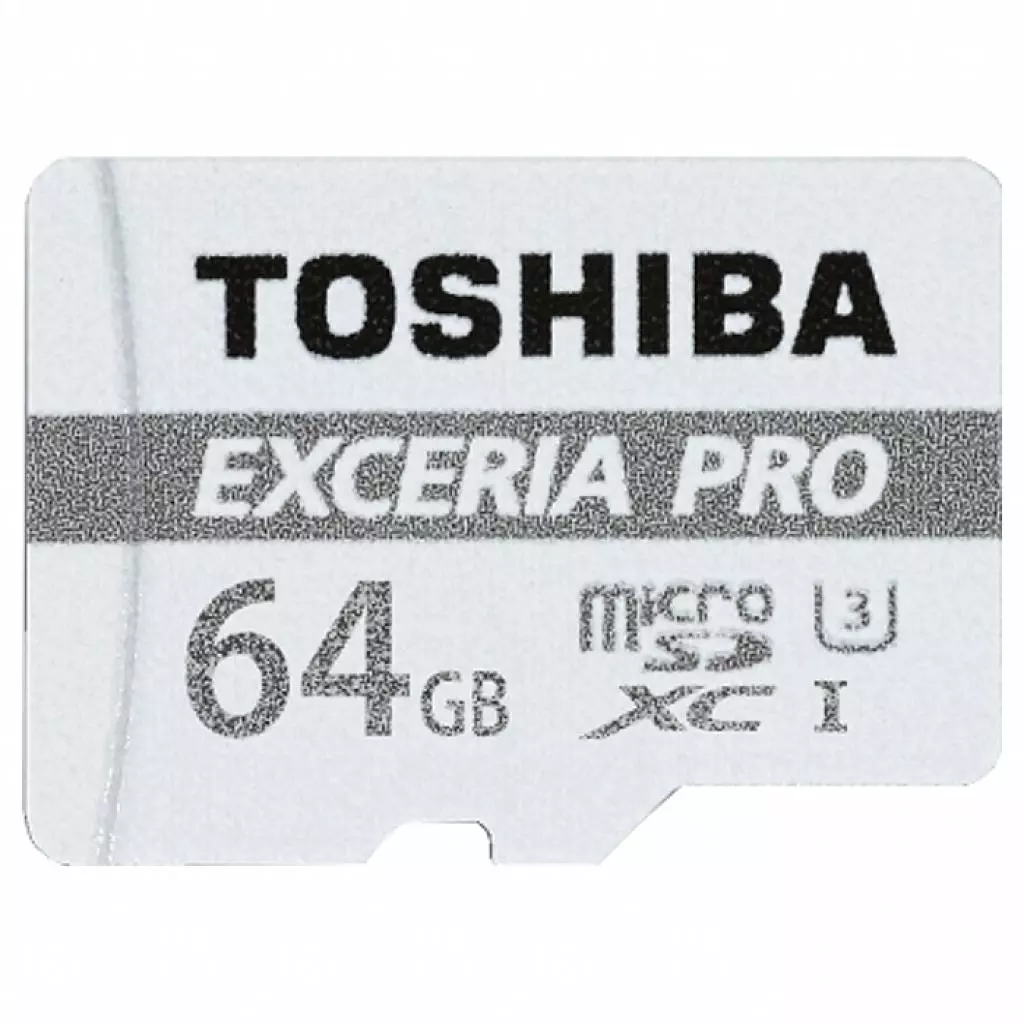 TOSHIBA
EXCERIA PRO
64GB
micro
SD
XC I
3